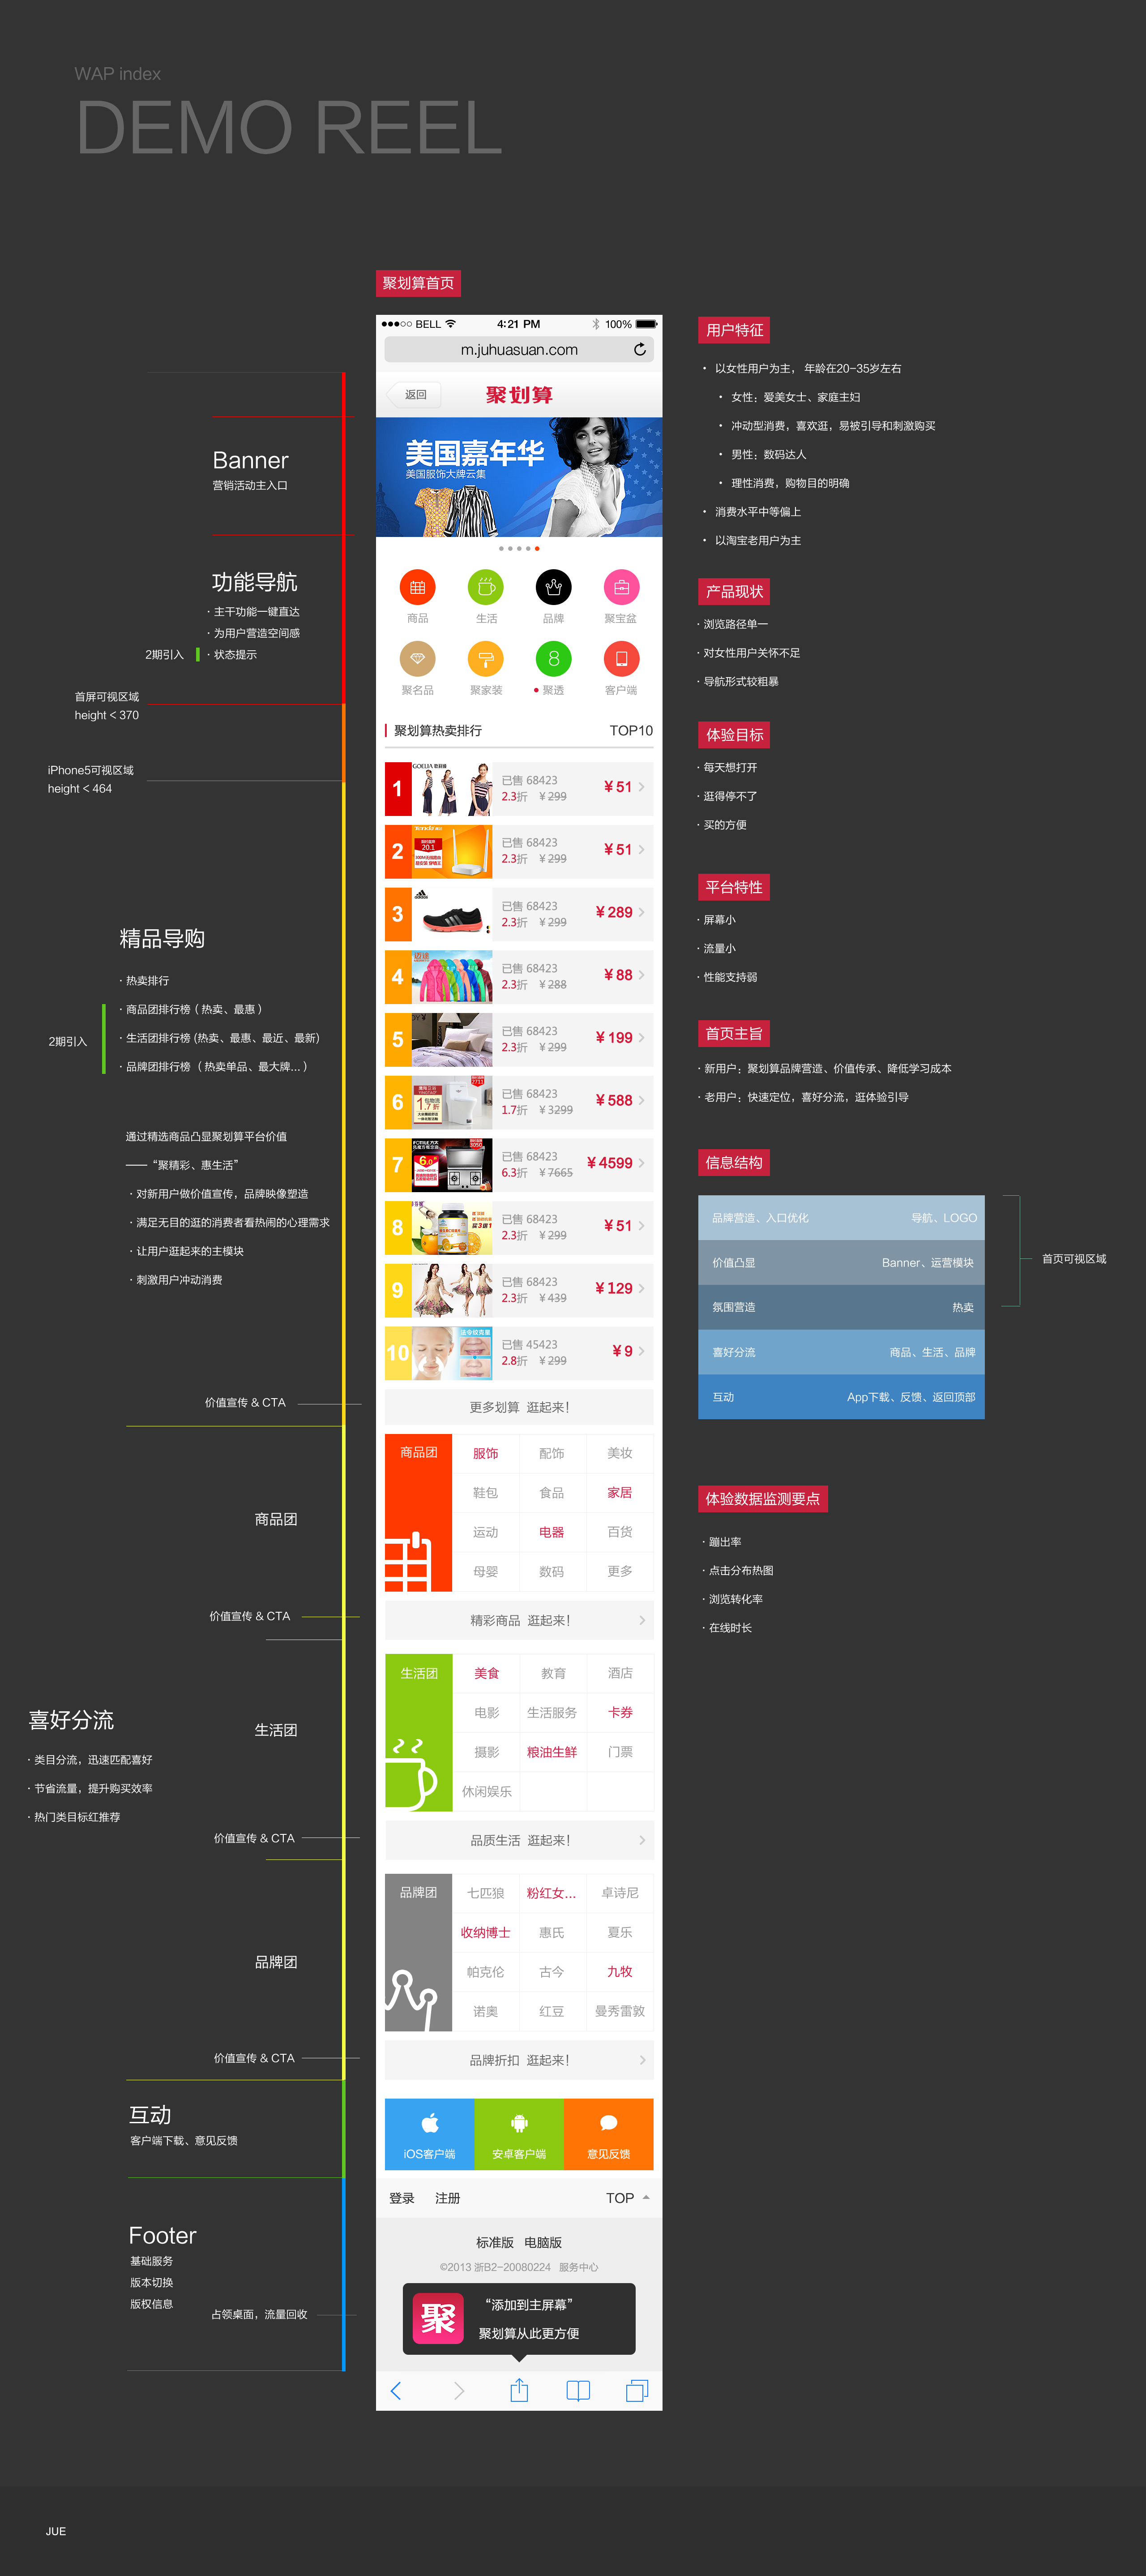 WAP index
DEMO REEL
聚划算首页
BELL
4:21 PM
100%
m.juhuasuan.com
返回
聚划算
美国嘉年华
美国服饰大牌云集
商品
生活
品牌
聚宝盆
聚名品
聚家装
聚透
客户端
聚划算热卖排行
TOP10
1
GOELIA 歌莉娅
已售 68423
2.3折 ¥299
¥51
2
20.1
已售 68423
2.3折 ¥299
¥51
3
adidas
已售 68423
2.3折 ¥299
¥289
4
已售 68423
2.3折 ¥288
¥88
5
已售 68423
2.3折 ¥299
¥199
6
1.7折
已售 68423
1.7折 ¥3299
¥588
7
6.0
已售 68423
6.3折 ¥7665
¥4599
8
已售 68423
2.3折 ¥299
¥51
9
已售 68423
2.3折 ¥439
¥129
10
法令纹克星
已售 45423
2.8折 ¥299
¥9
更多划算 逛起来！
商品团
服饰 配饰 美妆
鞋包 食品 家居
运动 电器 百货
母婴 数码 更多
精彩商品 逛起来！
生活团
美食 教育 酒店
电影 生活服务 卡券
摄影 粮油生鲜 门票
休闲娱乐
品质生活 逛起来！
品牌团
七匹狼 粉红女... 卓诗尼
收纳博士 惠氏 夏乐
帕克伦 古今 九牧
诺奥 红豆 曼秀雷敦
品牌折扣 逛起来！
iOS客户端
安卓客户端
意见反馈
登录 注册 TOP
标准版 电脑版
©2013 浙B2-20080224 服务中心
聚
“添加到主屏幕”
聚划算从此更方便
Banner
营销活动主入口
功能导航
· 主干功能一键直达
· 为用户营造空间感
2期引入
· 状态提示
首屏可视区域
height < 370
iPhone5可视区域
height < 464
精品导购
· 热卖排行
· 商品团排行榜（热卖、最惠）
2期引入
· 生活团排行榜 (热卖、最惠、最近、最新)
· 品牌团排行榜 （热卖单品、最大牌...）
通过精选商品凸显聚划算平台价值
——“聚精彩、惠生活”
· 对新用户做价值宣传，品牌映像塑造
· 满足无目的逛的消费者看热闹的心理需求
· 让用户逛起来的主模块
· 刺激用户冲动消费
价值宣传 & CTA
商品团
价值宣传 & CTA
喜好分流
· 类目分流，迅速匹配喜好
· 节省流量，提升购买效率
· 热门类目标红推荐
生活团
价值宣传 & CTA
品牌团
价值宣传 & CTA
互动
客户端下载、意见反馈
Footer
基础服务
版本切换
版权信息
占领桌面，流量回收
用户特征
• 以女性用户为主， 年龄在20-35岁左右
• 女性：爱美女士、家庭主妇
• 冲动型消费，喜欢逛，易被引导和刺激购买
• 男性：数码达人
• 理性消费，购物目的明确
• 消费水平中等偏上
• 以淘宝老用户为主
产品现状
· 浏览路径单一
· 对女性用户关怀不足
· 导航形式较粗暴
体验目标
· 每天想打开
· 逛得停不了
· 买的方便
平台特性
· 屏幕小
· 流量小
· 性能支持弱
首页主旨
· 新用户：聚划算品牌营造、价值传承、降低学习成本
· 老用户：快速定位，喜好分流，逛体验引导
信息结构
品牌营造、入口优化 导航、LOGO
价值凸显 Banner、运营模块
氛围营造 热卖
喜好分流 商品、生活、品牌
互动 App下载、反馈、返回顶部
首页可视区域
体验数据监测要点
· 蹦出率
· 点击分布热图
· 浏览转化率
· 在线时长
JUE